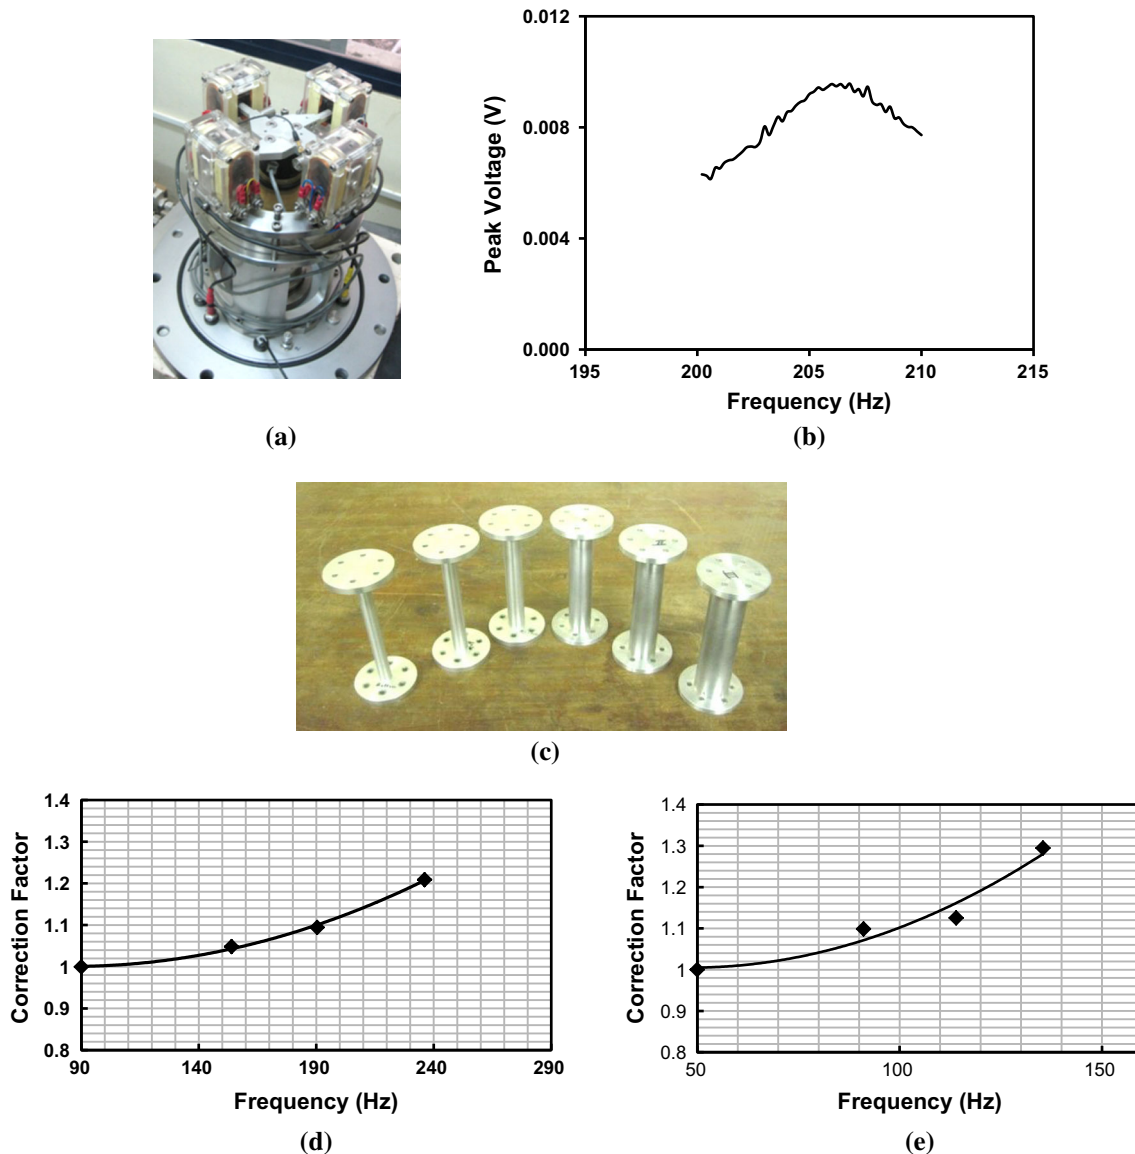 0.012
0.008
0.004
0.000
Peak Voltage (V)
195 200 205 210 215
Frequency (Hz)
(a)
(b)
(c)
1.4
1.3
1.2
1.1
1
0.9
0.8
Correction Factor
90 140 190 240 290
Frequency (Hz)
(d)
1.4
1.3
1.2
1.1
1
0.9
0.8
Correction Factor
50 100 150
Frequency (Hz)
(e)